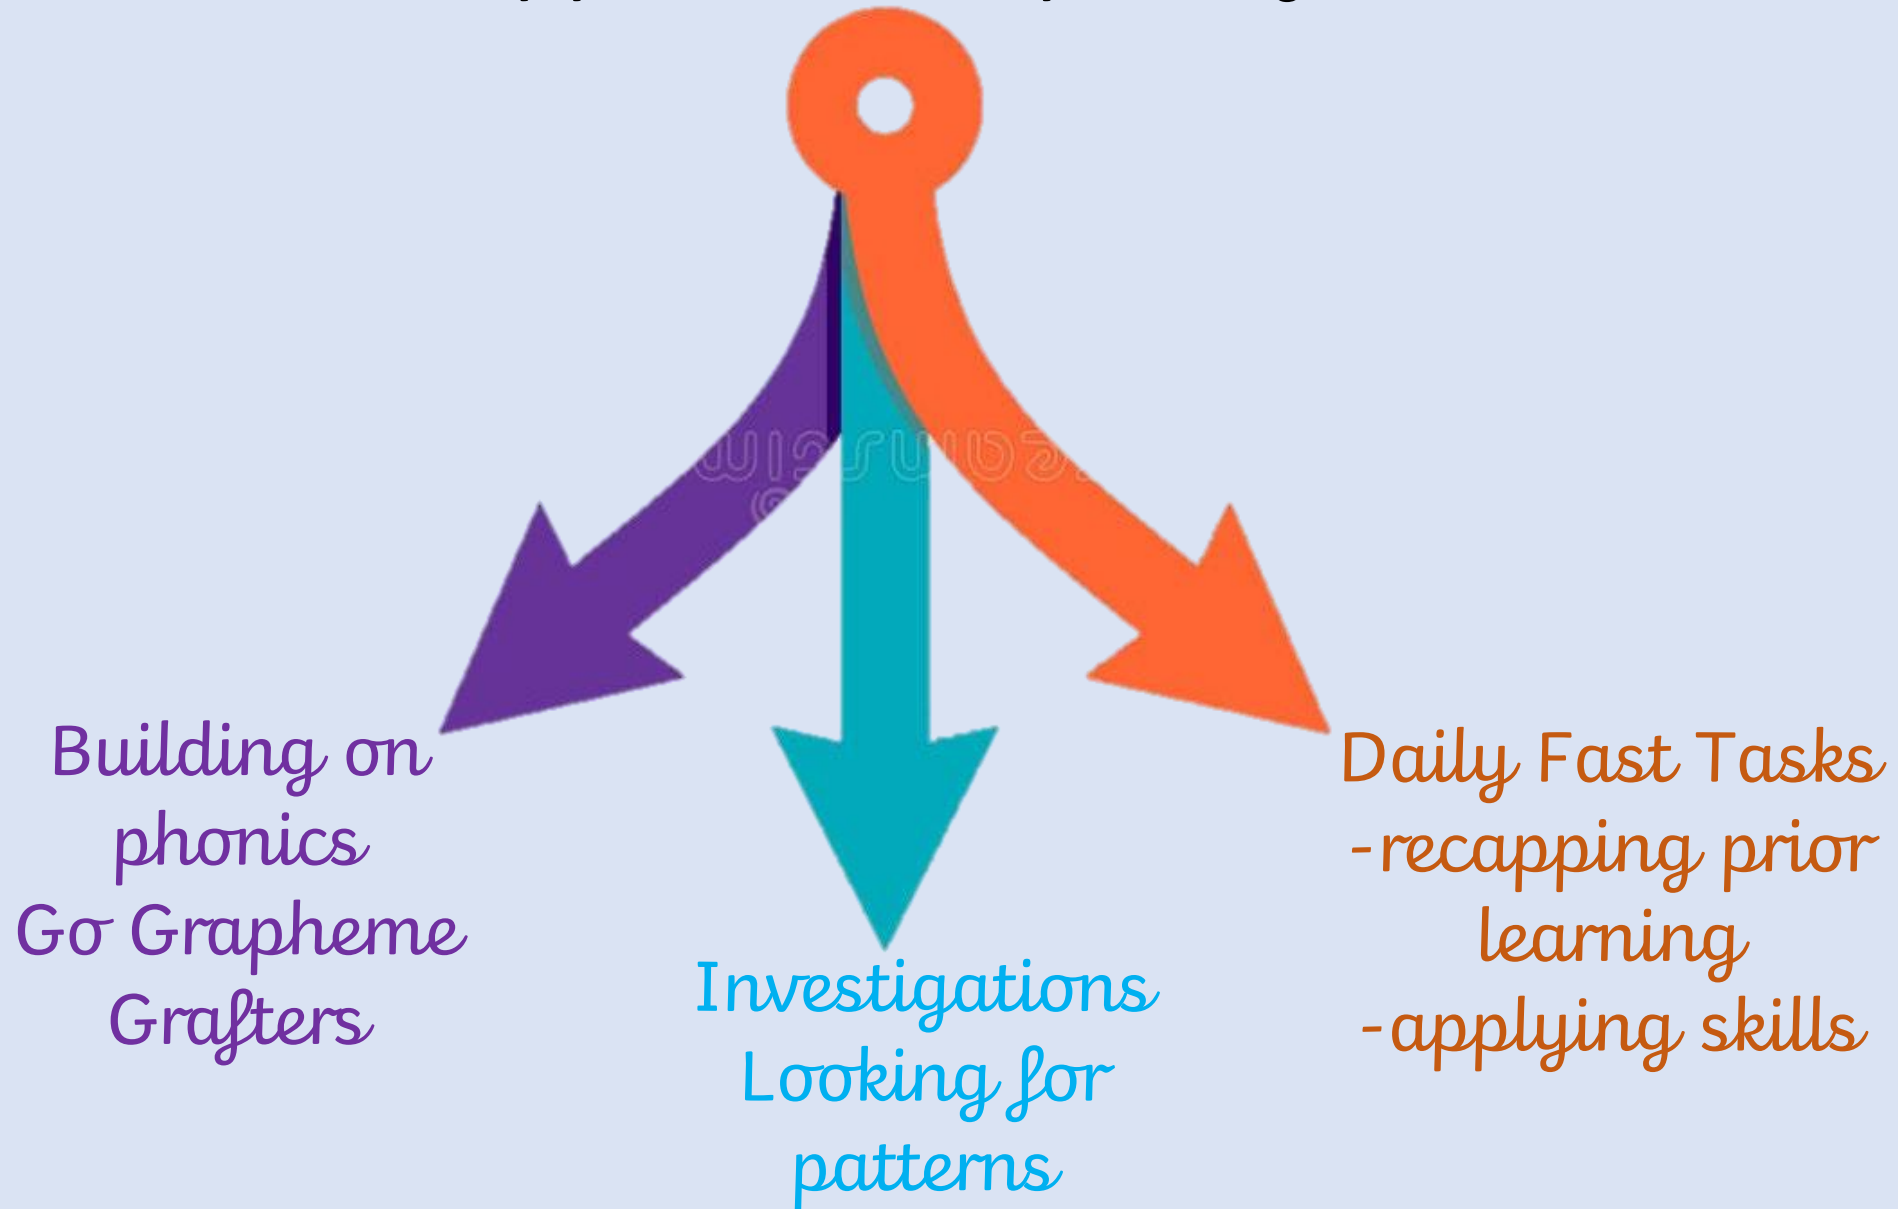 Building on
phonics
Go Grapheme
Grafters
Investigations
Looking for
patterns
Daily Fast Tasks
-recapping prior
learning
-applying skills